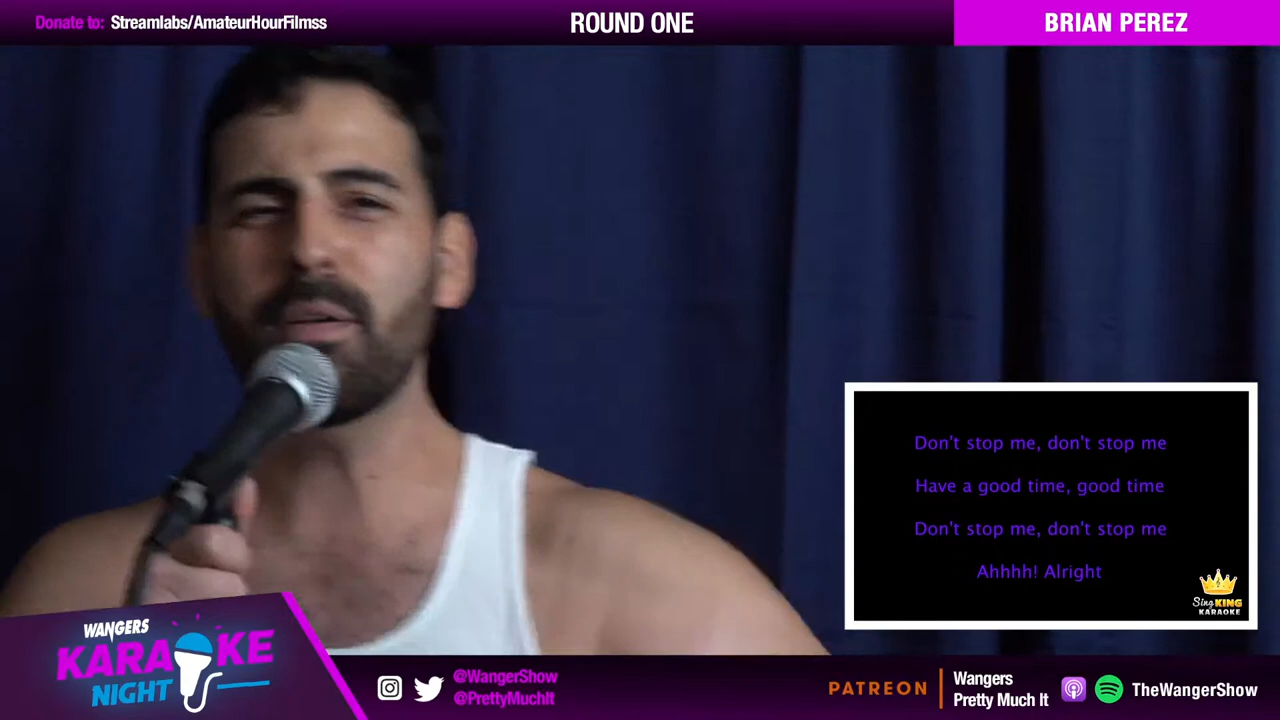 Donate to: Streamlabs/AmateurHourFilmss
ROUND ONE
BRIAN PEREZ
Don't stop me, don't stop me
Have a good time, good time
Don't stop me, don't stop me
Ahhhh! Alright
Sing KING
KARAOKE
WANGERS
KARAOKE
NIGHT
@WangerShow
@PrettyMuchIt
PATREON
Wangers
Pretty Much It
TheWangerShow